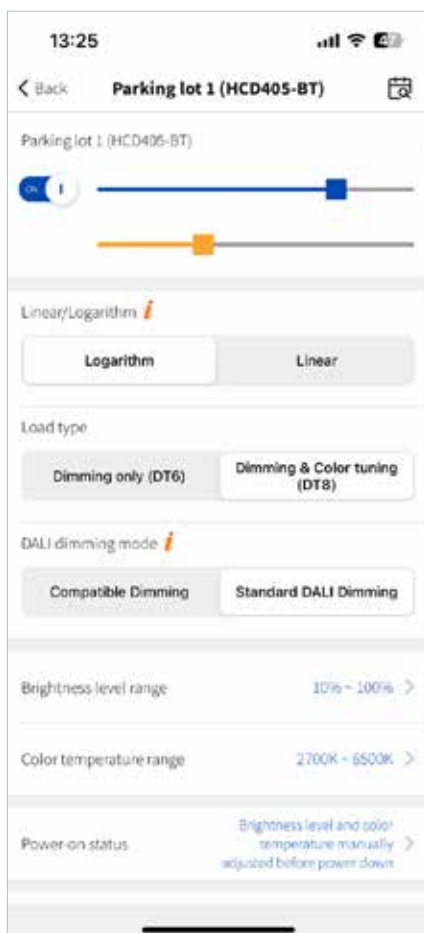 13:25
47
Back
Parking lot 1 (HCD405-BT)
Parking lot 1 (HCD405-BT)
ON
Linear/Logarithm i
Logarithm
Linear
Load type
Dimming only (DT6)
Dimming & Color tuning
(DT8)
DALI dimming mode i
Compatible Dimming
Standard DALI Dimming
Brightness level range
10% ~ 100%
Color temperature range
2700K ~ 6500K
Power-on status
Brightness level and color
temperature manually
adjusted before power down